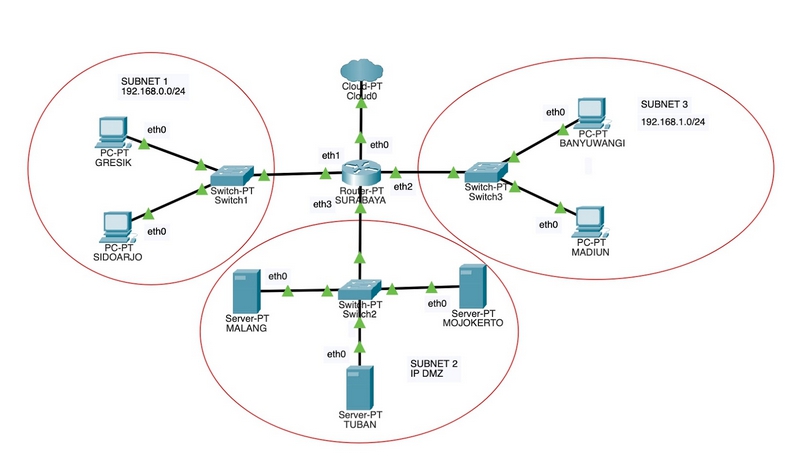 Cloud-PT
Cloud0
eth0
SUBNET 1
192.168.0.0/24
eth0
PC-PT
GRESIK
eth0
PC-PT
SIDOARJO
Switch-PT
Switch1
eth1
Router-PT
SURABAYA
eth2
eth3
SUBNET 3
192.168.1.0/24
eth0
PC-PT
BANYUWANGI
Switch-PT
Switch3
eth0
PC-PT
MADIUN
eth0
Server-PT
MALANG
Switch-PT
Switch2
eth0
Server-PT
MOJOKERTO
eth0
Server-PT
TUBAN
SUBNET 2
IP DMZ